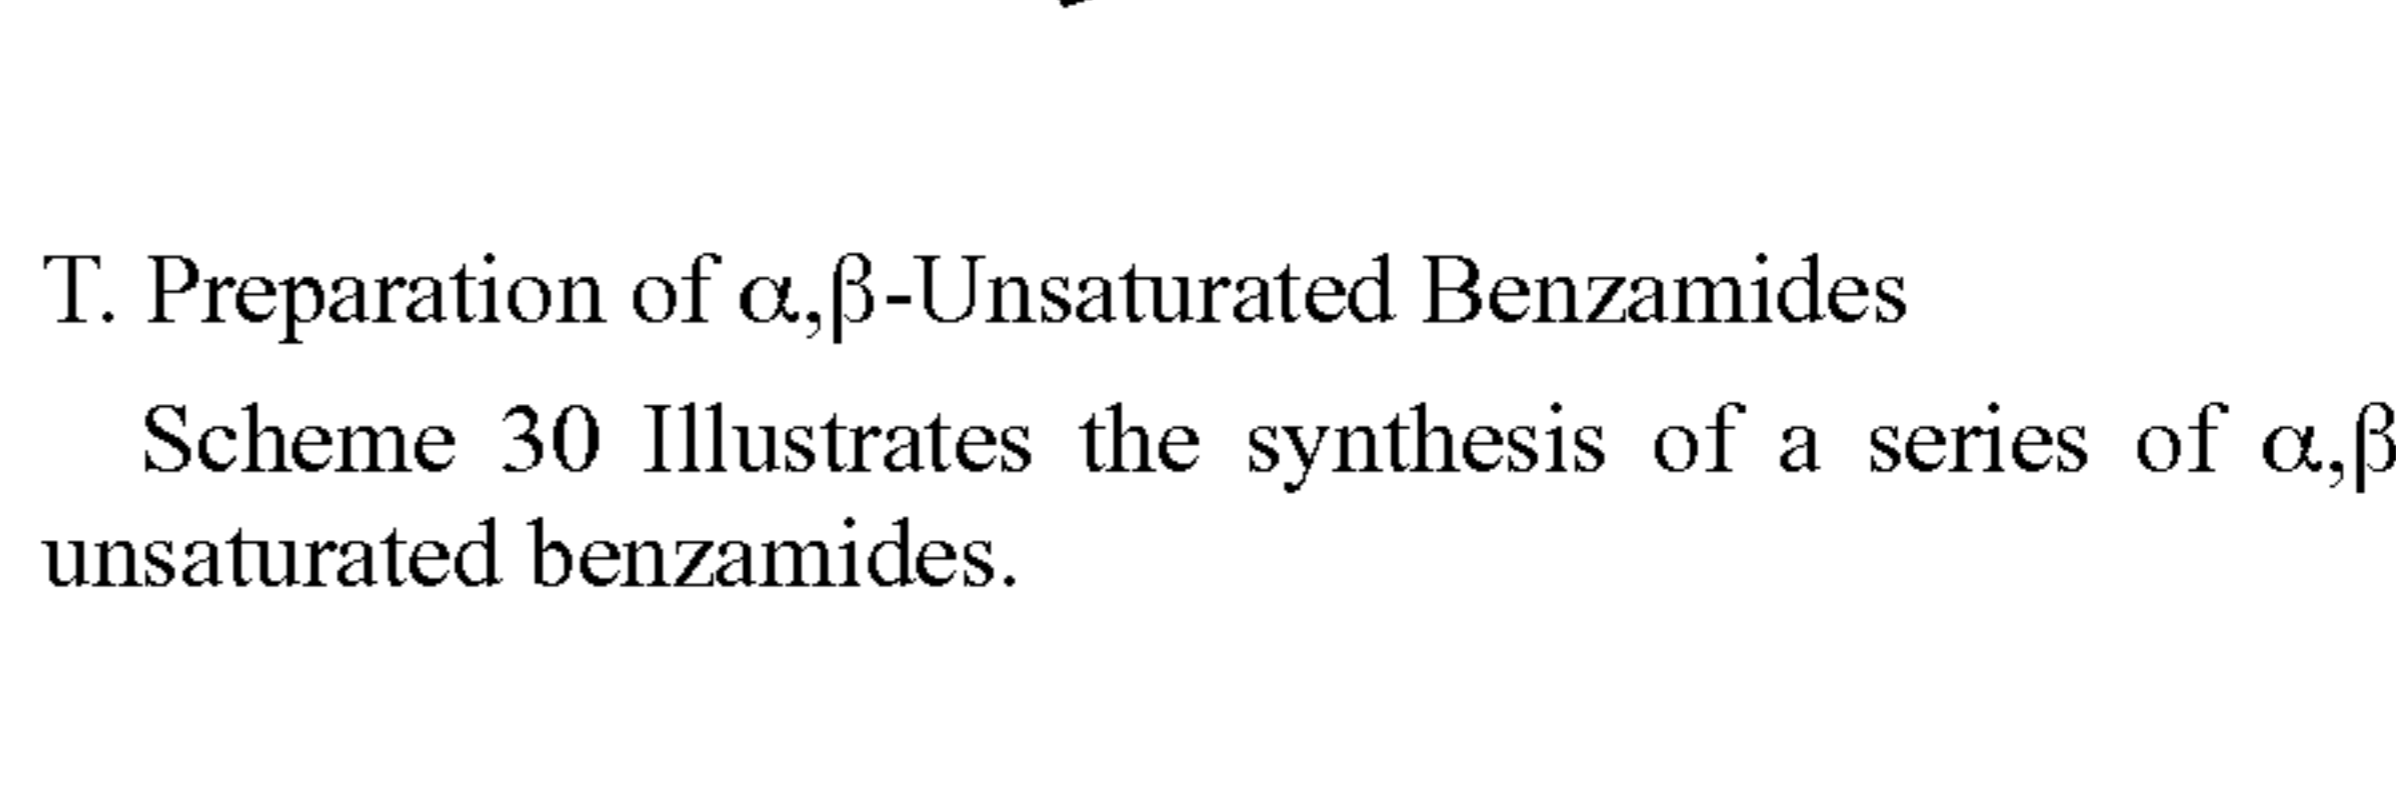 T. Preparation of α,β-Unsaturated Benzamides
Scheme 30 Illustrates the synthesis of a series of α,β
unsaturated benzamides.